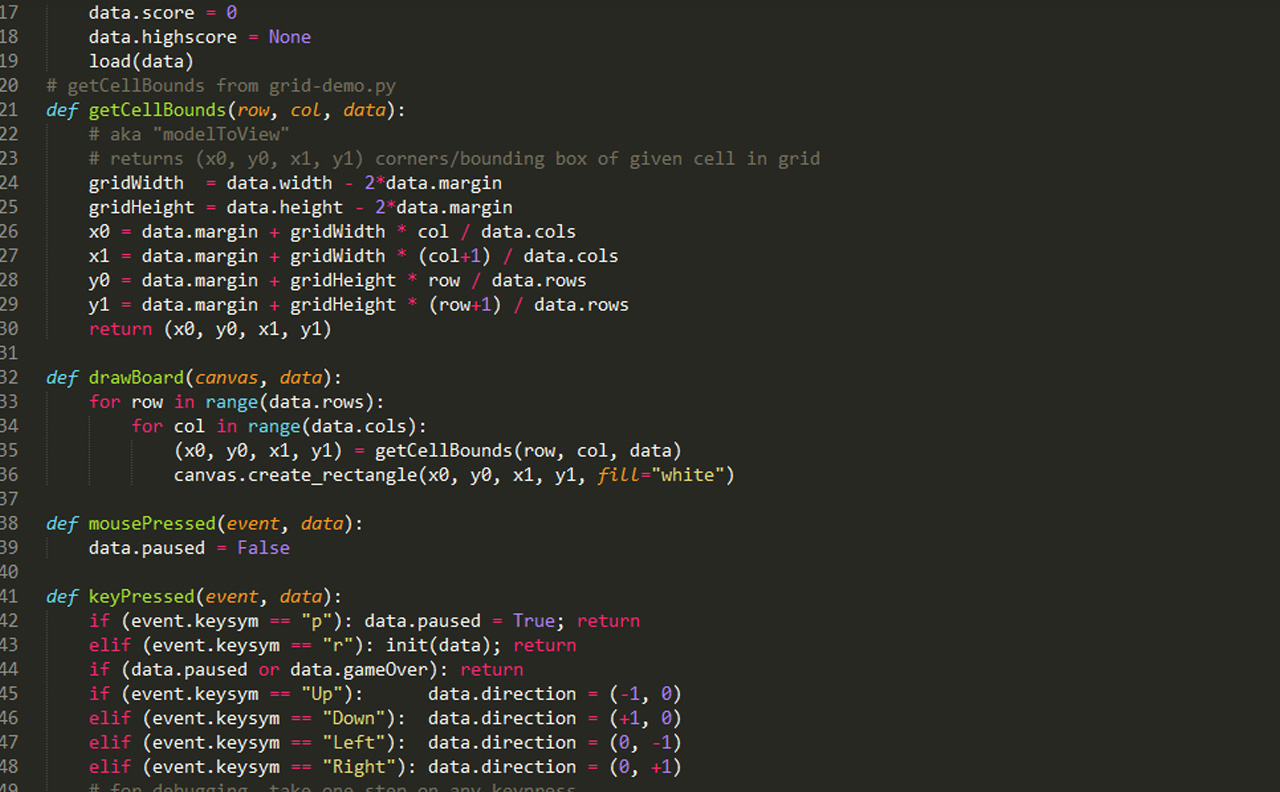 17 data.score = 0
18 data.highscore = None
19 load(data)
20 # getCellBounds from grid-demo.py
21 def getCellBounds(row, col, data):
22 # aka "modelToView"
23 # returns (x0, y0, x1, y1) corners/bounding box of given cell in grid
24 gridWidth  = data.width - 2*data.margin
25 gridHeight = data.height - 2*data.margin
26 x0 = data.margin + gridWidth * col / data.cols
27 x1 = data.margin + gridWidth * (col+1) / data.cols
28 y0 = data.margin + gridHeight * row / data.rows
29 y1 = data.margin + gridHeight * (row+1) / data.rows
30 return (x0, y0, x1, y1)
31
32 def drawBoard(canvas, data):
33 for row in range(data.rows):
34 for col in range(data.cols):
35 (x0, y0, x1, y1) = getCellBounds(row, col, data)
36 canvas.create_rectangle(x0, y0, x1, y1, fill="white")
37
38 def mousePressed(event, data):
39 data.paused = False
40
41 def keyPressed(event, data):
42 if (event.keysym == "p"): data.paused = True; return
43 elif (event.keysym == "r"): init(data); return
44 if (data.paused or data.gameOver): return
45 if (event.keysym == "Up"):      data.direction = (-1, 0)
46 elif (event.keysym == "Down"):  data.direction = (+1, 0)
47 elif (event.keysym == "Left"):  data.direction = (0, -1)
48 elif (event.keysym == "Right"): data.direction = (0, +1)
49 # for debugging, take one step on any keypress